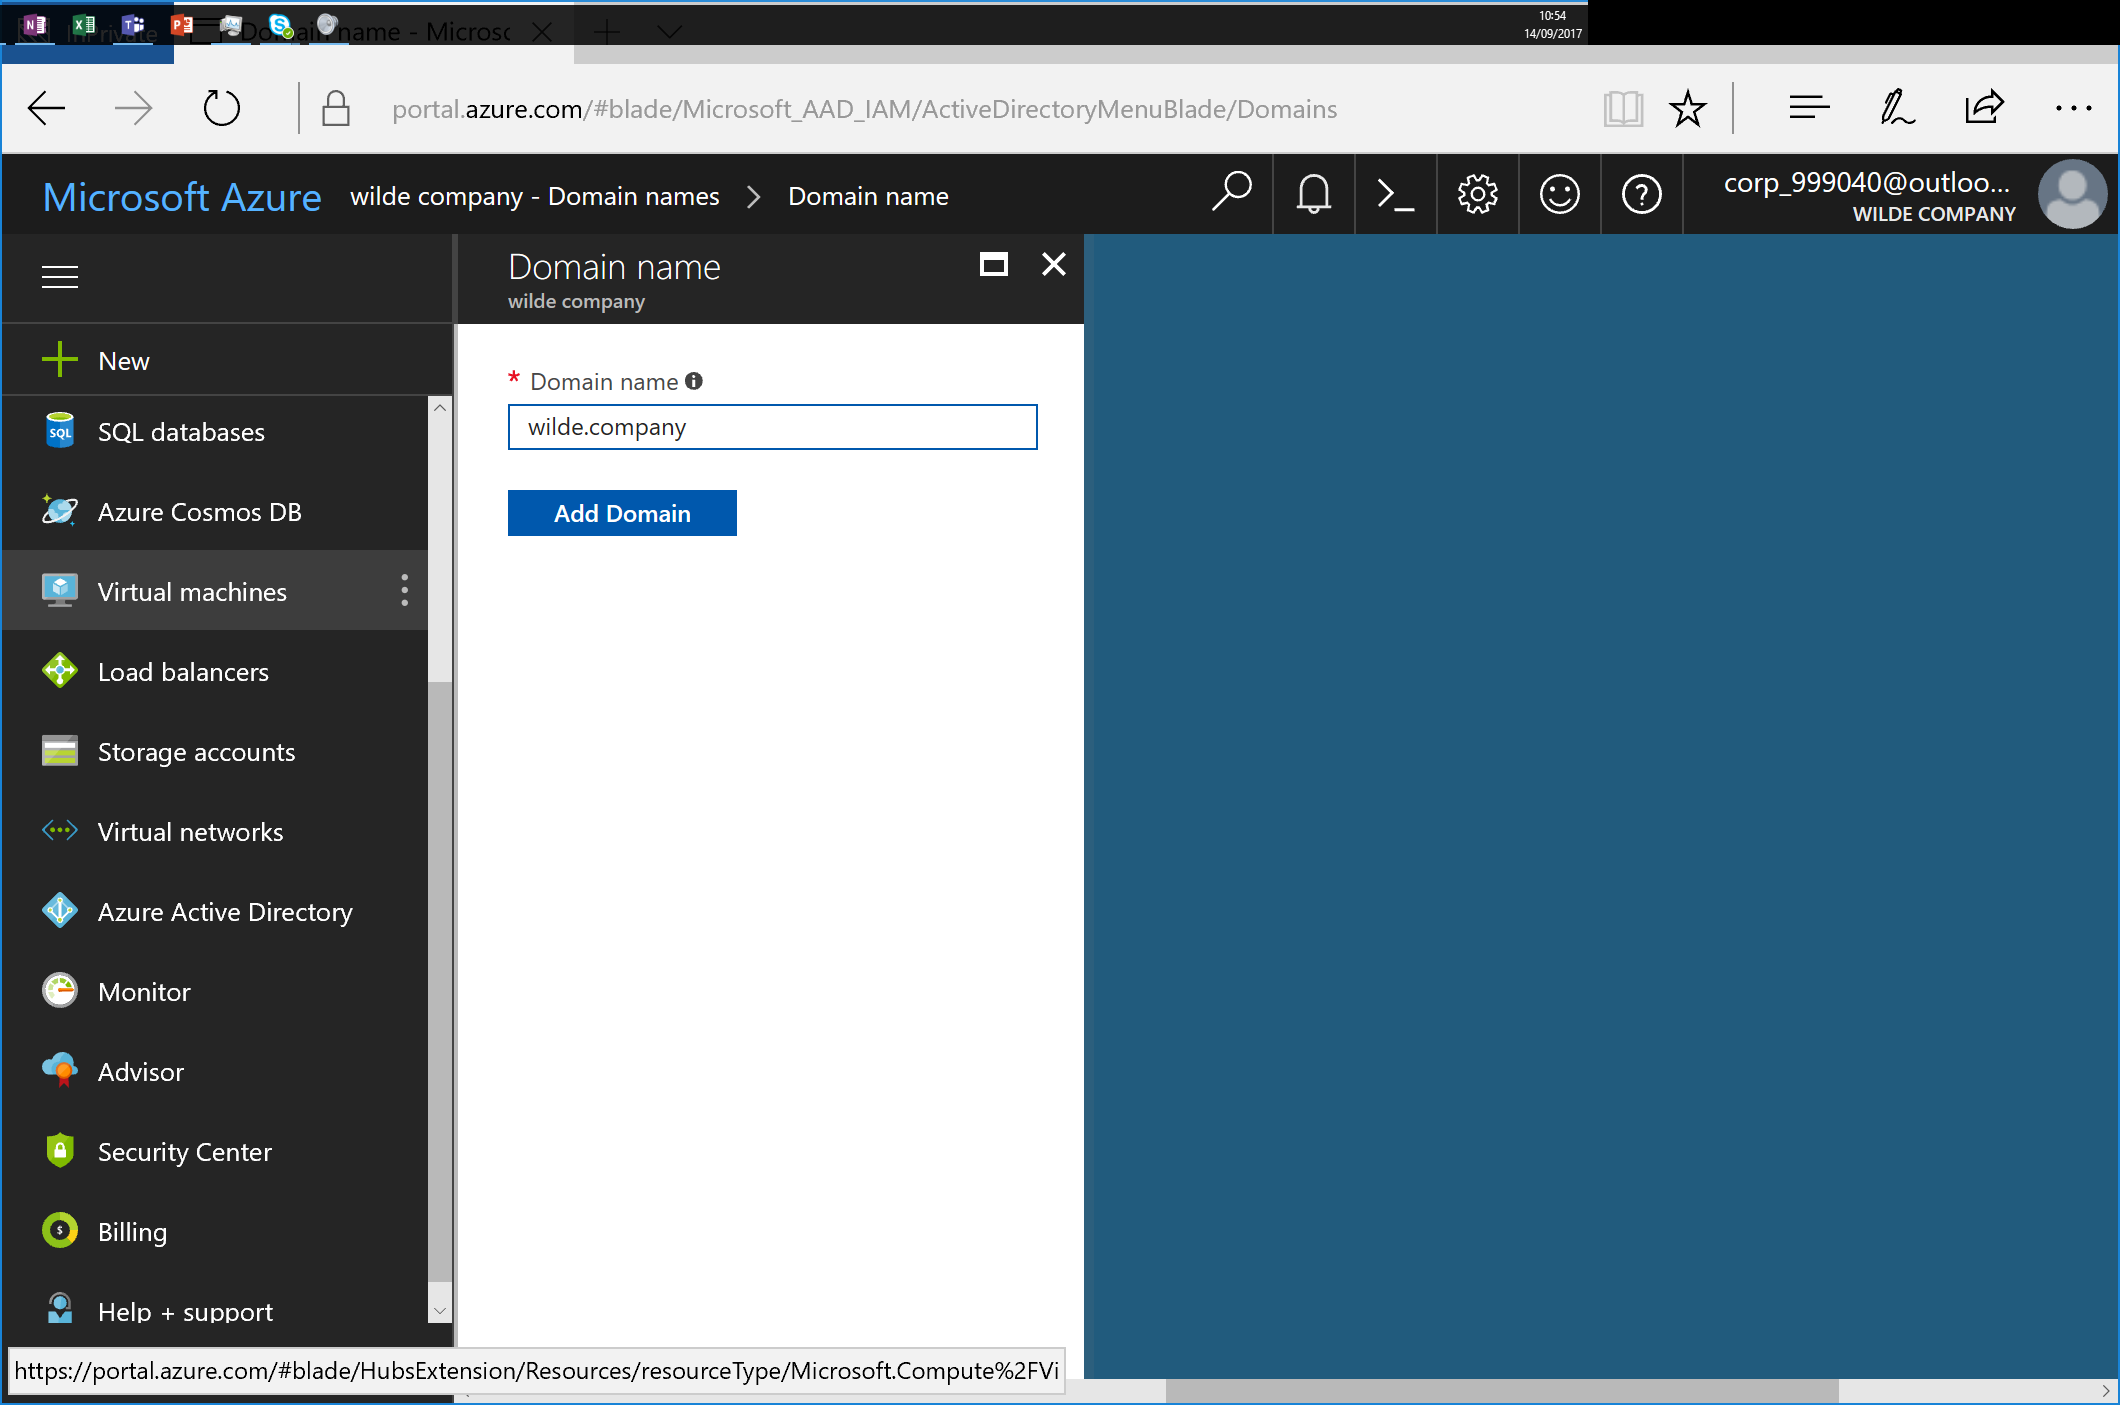 InPrivate
Domain name - Microsc
10:54
14/09/2017
portal.azure.com/#blade/Microsoft_AAD_IAM/ActiveDirectoryMenuBlade/Domains
Microsoft Azure
wilde company - Domain names
Domain name
corp_999040@outloo...
WILDE COMPANY
Domain name
wilde company
New
* Domain name
wilde.company
Add Domain
SQL
SQL databases
Azure Cosmos DB
Virtual machines
Load balancers
Storage accounts
Virtual networks
Azure Active Directory
Monitor
Advisor
Security Center
Billing
Help + support
https://portal.azure.com/#blade/HubsExtension/Resources/resourceType/Microsoft.Compute%2FVi